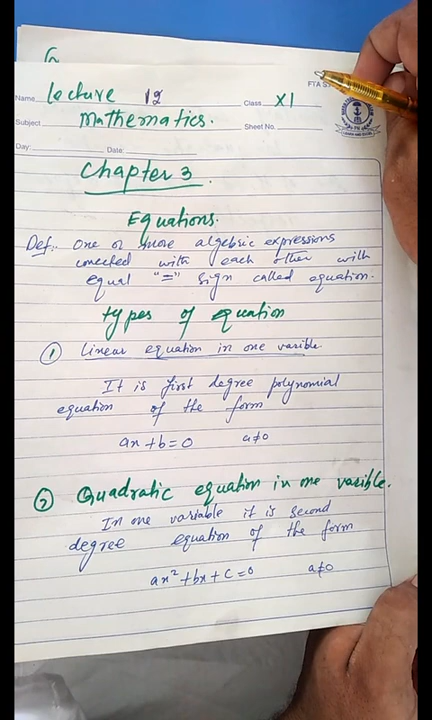 Name lecture 12 Class XI
FTA
Subject mathematics. Sheet No.
Day: Date:
Chapter 3
Equations.
Def:- One or more algebric expressions
conected with each other with
equal "=" sign called equation.
types of equation
① Linear equation in one varible.
It is first degree polynomial
equation of the form
ax+b=0 a≠0
② Quadratic equation in one varible.
In one variable it is second
degree equation of the form
ax²+bx+c=0 a≠0